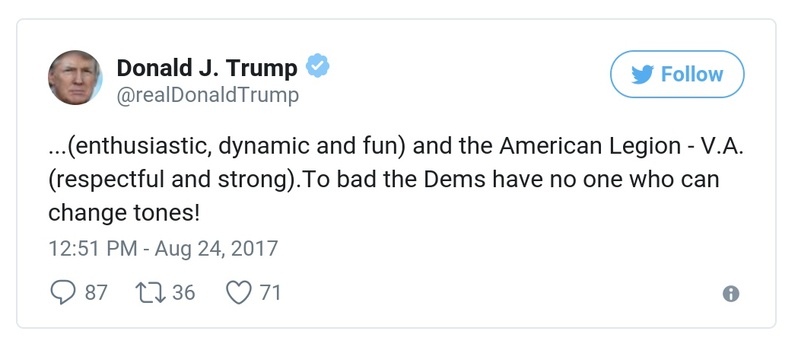 Donald J. Trump
@realDonaldTrump
Follow
...(enthusiastic, dynamic and fun) and the American Legion - V.A.
(respectful and strong).To bad the Dems have no one who can
change tones!
12:51 PM - Aug 24, 2017
87 36 71